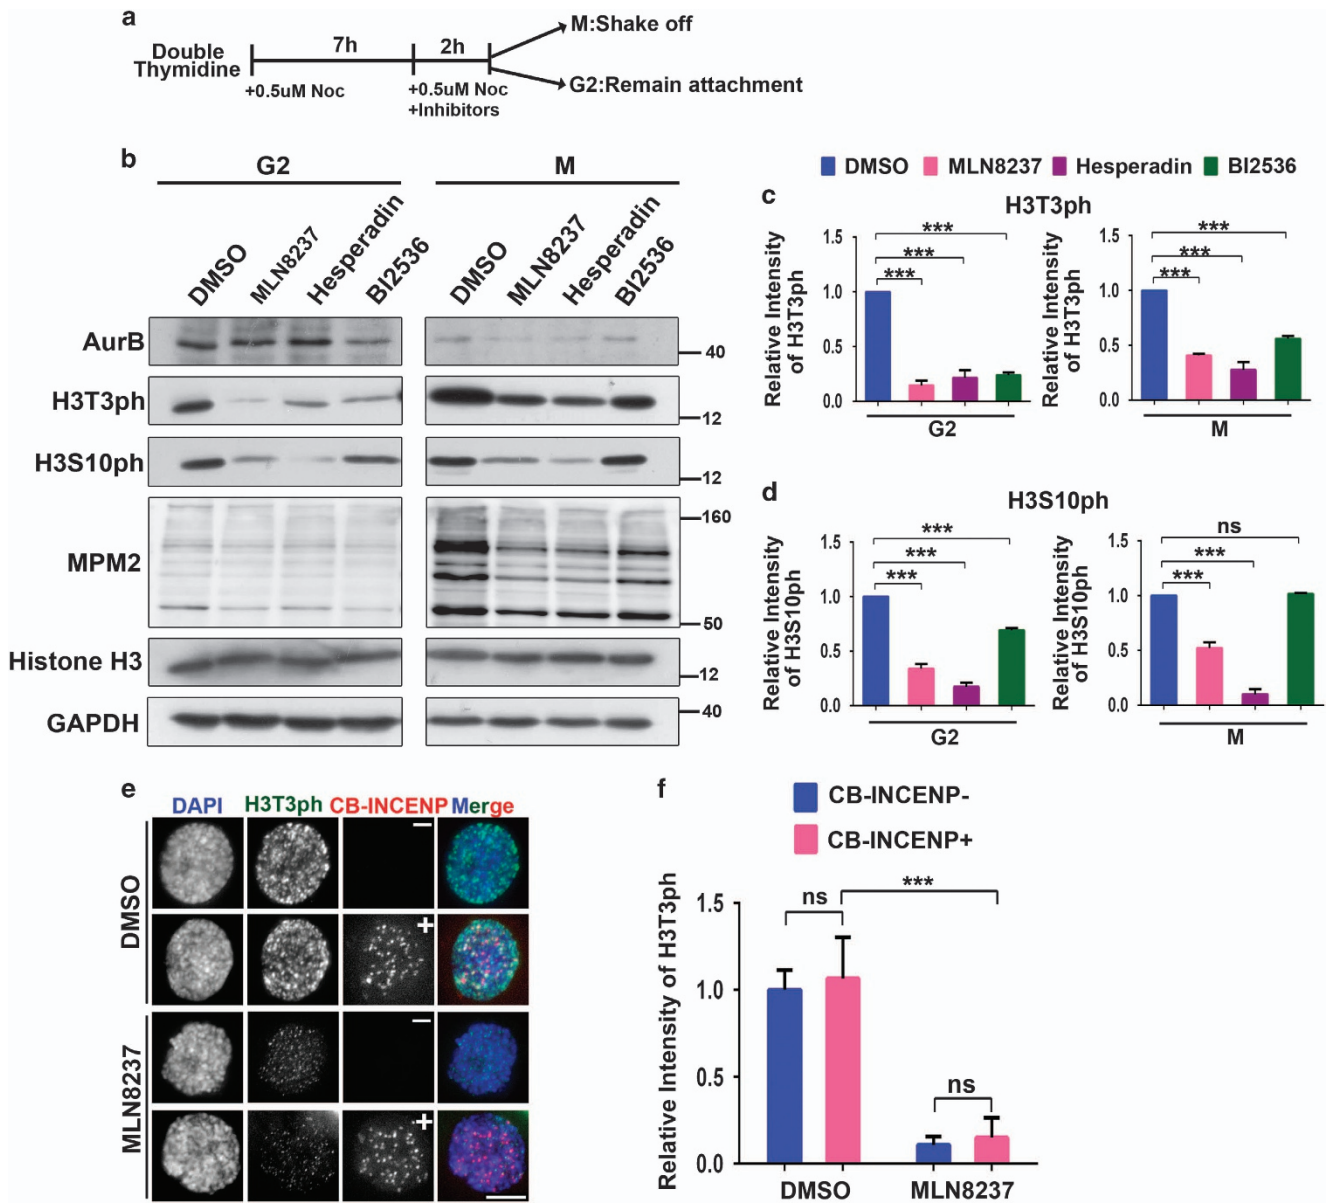 a
Double Thymidine
7h
2h
+0.5uM Noc
+0.5uM Noc
+Inhibitors
M:Shake off
G2:Remain attachment
b
G2
M
DMSO
MLN8237
Hesperadin
BI2536
DMSO
MLN8237
Hesperadin
BI2536
AurB
40
H3T3ph
12
H3S10ph
12
MPM2
160
50
Histone H3
12
GAPDH
40
DMSO
MLN8237
Hesperadin
BI2536
c
H3T3ph
Relative Intensity of H3T3ph
1.5
1.0
0.5
0.0
***
***
***
G2
Relative Intensity of H3T3ph
1.5
1.0
0.5
0.0
***
***
***
M
d
H3S10ph
Relative Intensity of H3S10ph
1.5
1.0
0.5
0.0
***
***
***
G2
Relative Intensity of H3S10ph
1.5
1.0
0.5
0.0
ns
***
***
M
e
DAPI
H3T3ph
CB-INCENP
Merge
DMSO
–
+
MLN8237
–
+
f
CB-INCENP-
CB-INCENP+
Relative Intensity of H3T3ph
1.5
1.0
0.5
0.0
ns
***
ns
DMSO
MLN8237